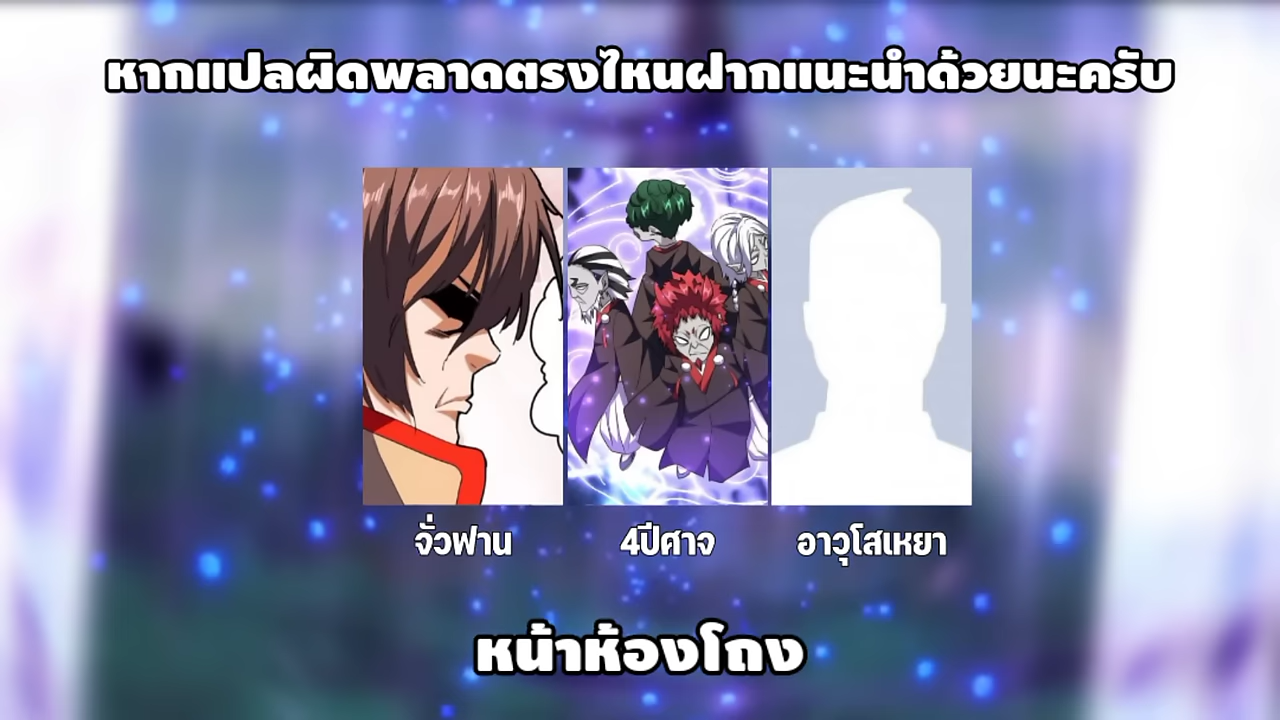 หากแปลผิดพลาดตรงไหนฝากแนะนำด้วยนะครับ
จั่วฟาน 4ปีศาจ อาวุโสเหยา
หน้าห้องโถง